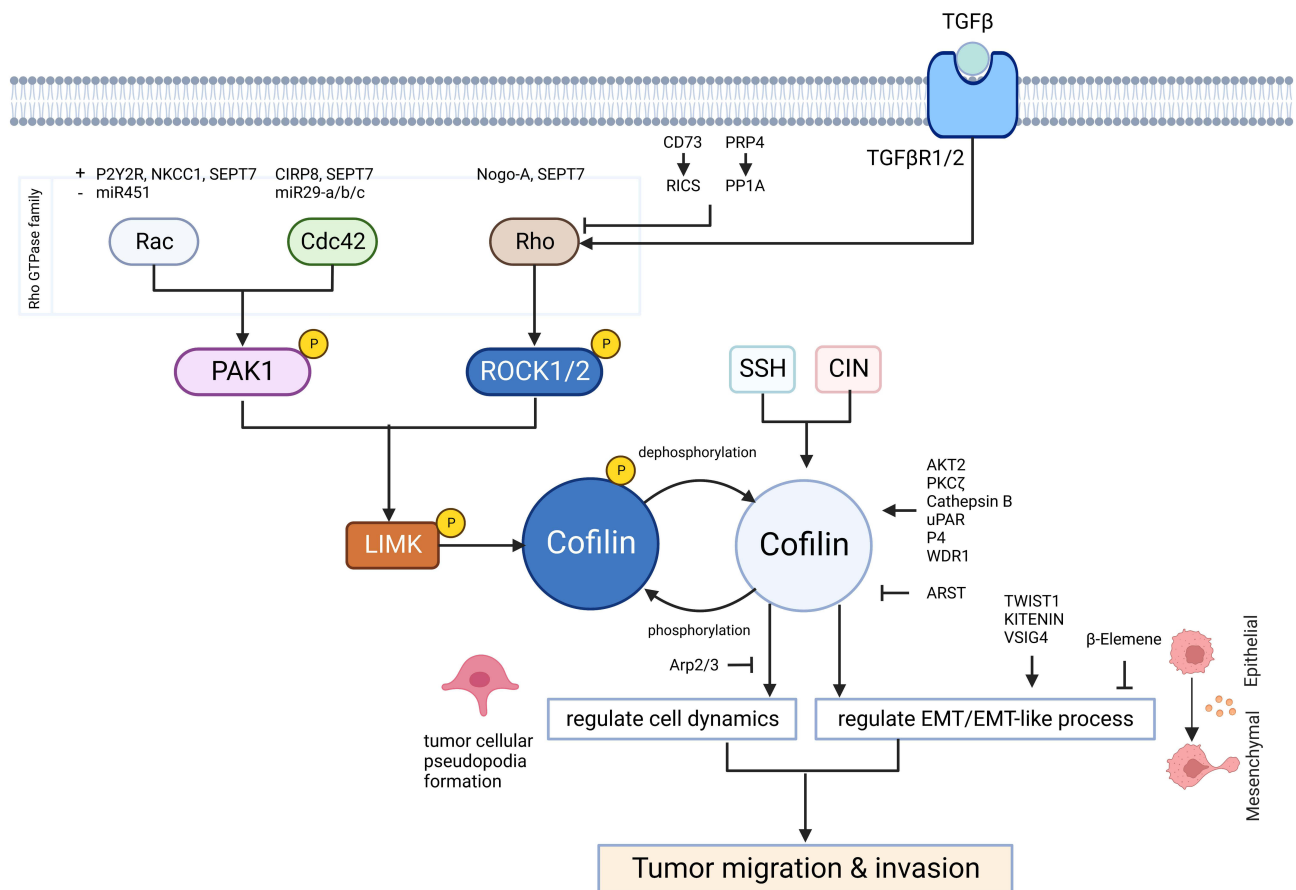 TGFβ
TGFβR1/2
CD73
PRP4
RICS
PP1A
Rho GTPase family
+ P2Y2R, NKCC1, SEPT7
- miR451
CIRP8, SEPT7
miR29-a/b/c
Nogo-A, SEPT7
Rac
Cdc42
Rho
PAK1
P
ROCK1/2
P
SSH
CIN
LIMK
P
Cofilin
P
dephosphorylation
phosphorylation
Cofilin
AKT2
PKCζ
Cathepsin B
uPAR
P4
WDR1
ARST
Arp2/3
TWIST1
KITENIN
VSIG4
β-Elemene
Epithelial
Mesenchymal
tumor cellular
pseudopodia
formation
regulate cell dynamics
regulate EMT/EMT-like process
Tumor migration & invasion